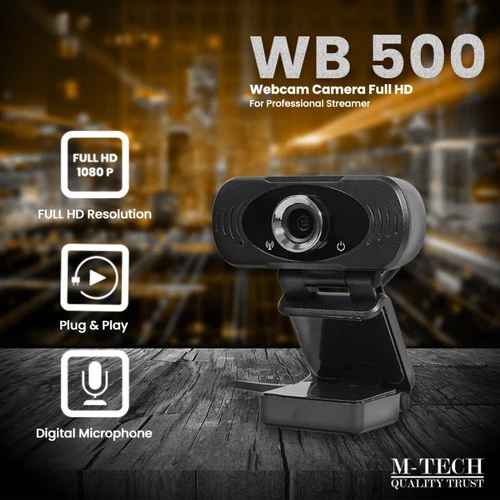 WB 500
Webcam Camera Full HD
For Professional Streamer
FULL HD
1080 P
FULL HD Resolution
Plug & Play
Digital Microphone
M-TECH
QUALITY TRUST